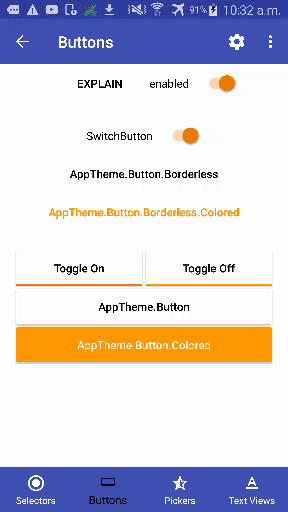 91% 10:32 a.m.
Buttons
EXPLAIN enabled
SwitchButton
AppTheme.Button.Borderless
AppTheme.Button.Borderless.Colored
Toggle On Toggle Off
AppTheme.Button
AppTheme.Button.Colored
Selectors Buttons Pickers Text Views